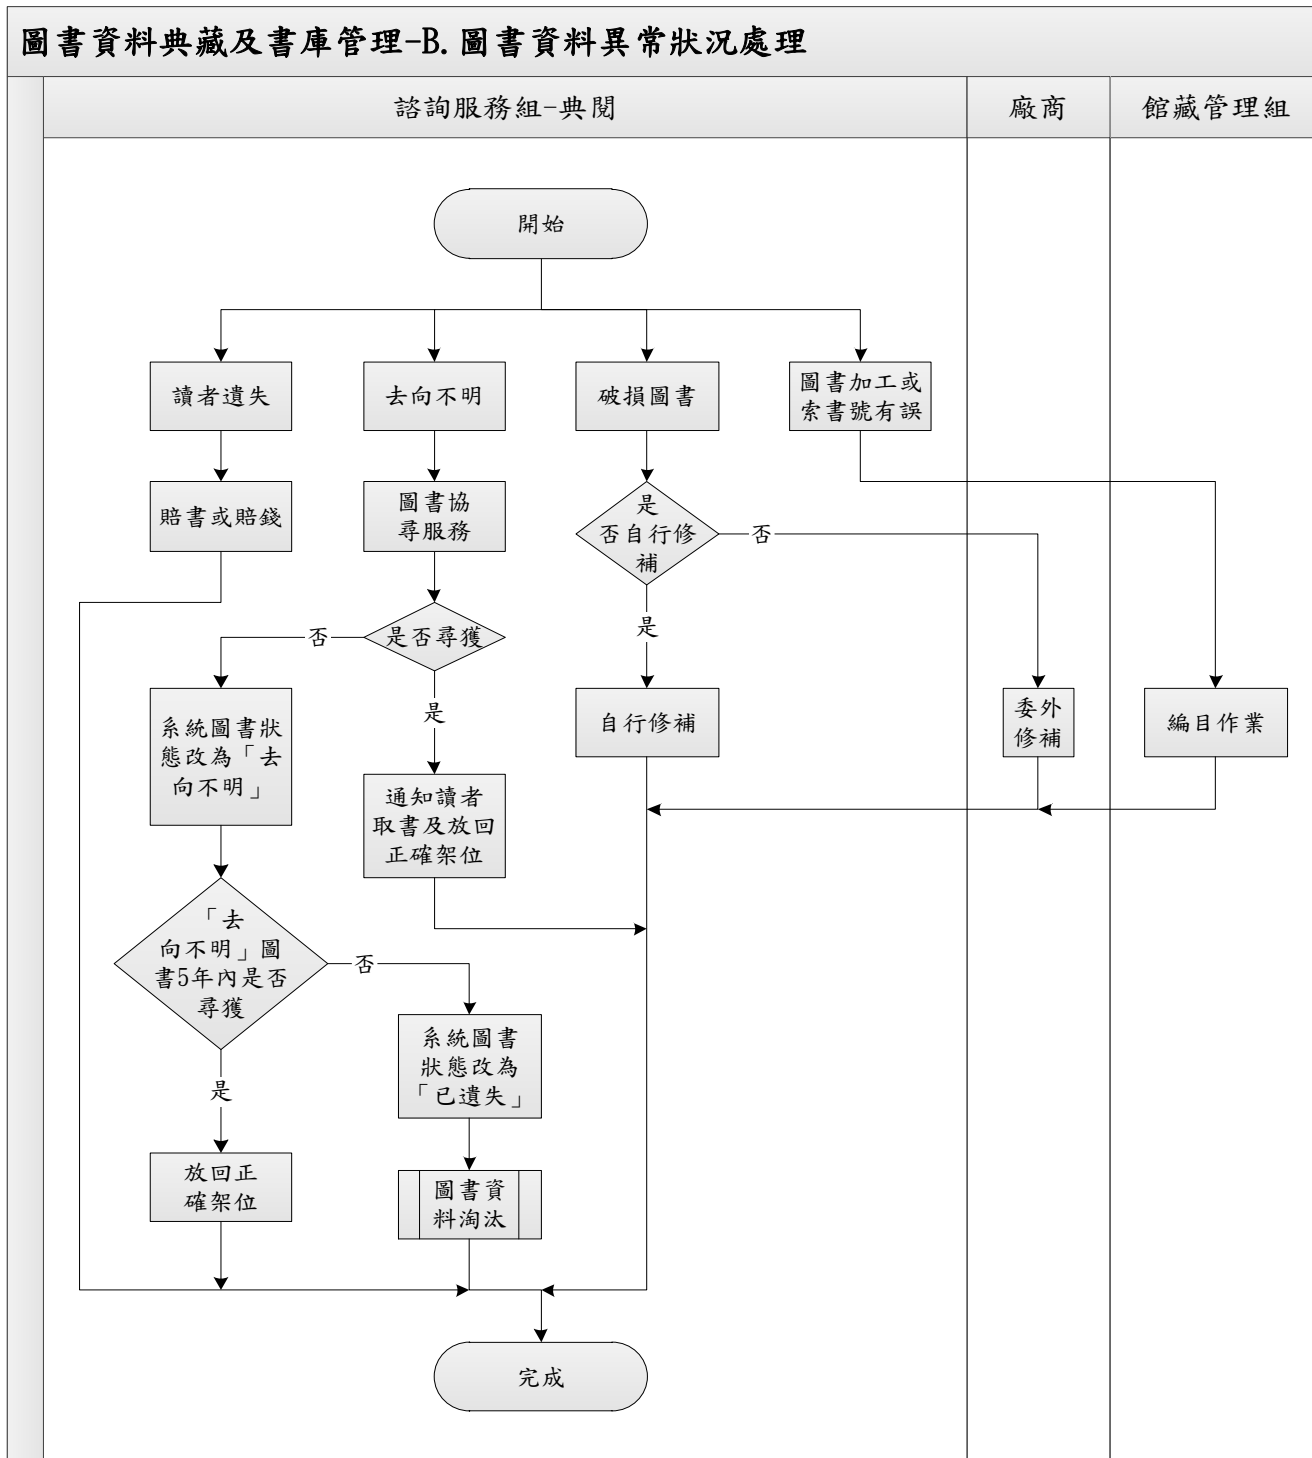 圖書資料典藏及書庫管理-B.圖書資料異常狀況處理
諮詢服務組-典閱
廠商
館藏管理組
開始
讀者遺失
去向不明
破損圖書
圖書加工或
索書號有誤
賠書或賠錢
圖書協
尋服務
是
否自行修
補
否
是
否
是否尋獲
是
系統圖書狀
態改為「去
向不明」
自行修補
委外
修補
編目作業
通知讀者
取書及放回
正確架位
「去
向不明」圖
書5年內是否
尋獲
否
是
系統圖書
狀態改為
「已遺失」
放回正
確架位
圖書資
料淘汰
完成